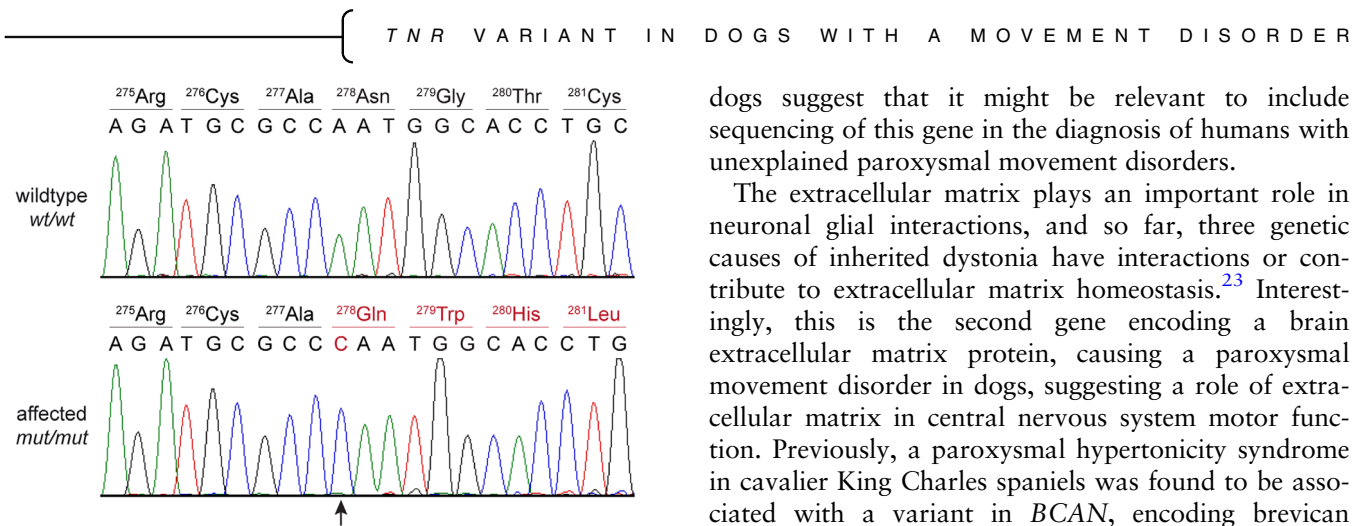 TNR VARIANT IN DOGS WITH A MOVEMENT DISORDER
275Arg 276Cys 277Ala 278Asn 279Gly 280Thr 281Cys
A G A T G C G C C A A T G G C A C C T G C
wildtype
wt/wt
275Arg 276Cys 277Ala 278Gln 279Trp 280His 281Leu
A G A T G C G C C C A A T G G C A C C T G
affected
mut/mut
dogs suggest that it might be relevant to include
sequencing of this gene in the diagnosis of humans with
unexplained paroxysmal movement disorders.
The extracellular matrix plays an important role in
neuronal glial interactions, and so far, three genetic
causes of inherited dystonia have interactions or con-
tribute to extracellular matrix homeostasis.23 Interest-
ingly, this is the second gene encoding a brain
extracellular matrix protein, causing a paroxysmal
movement disorder in dogs, suggesting a role of extra-
cellular matrix in central nervous system motor func-
tion. Previously, a paroxysmal hypertonicity syndrome
in cavalier King Charles spaniels was found to be asso-
ciated with a variant in BCAN, encoding brevican